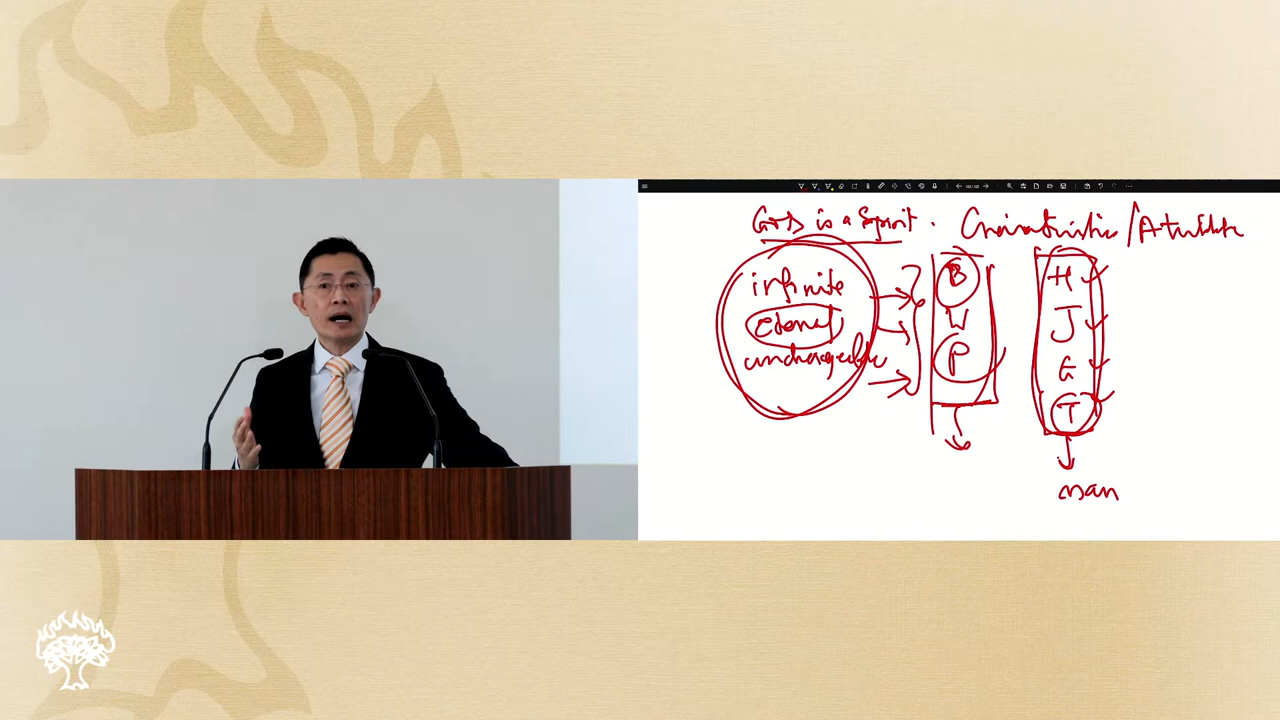 God is a Spirit. Characteristic / Attribute
infinite
eternal
unchangeable
B
W
P
H
J
G
T
man